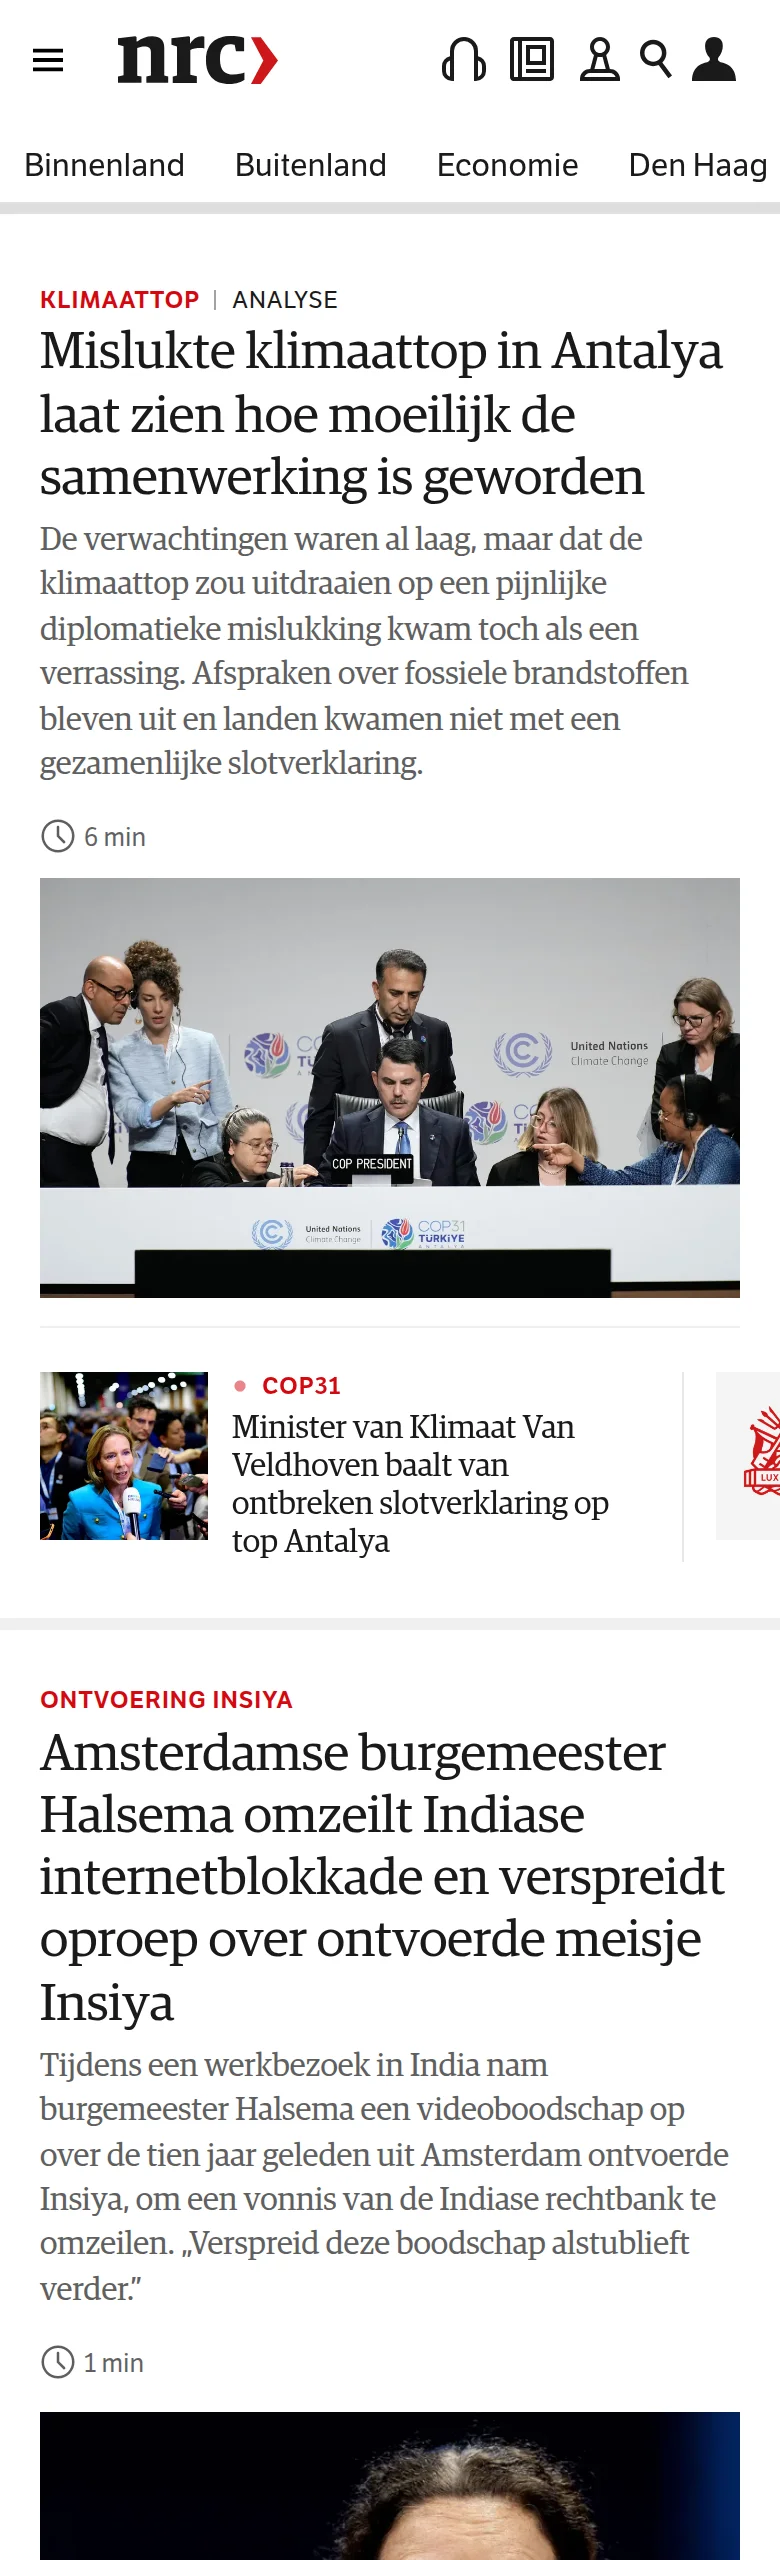 nrc
Binnenland Buitenland Economie Den Haag
KLIMAATTOP | ANALYSE
Mislukte klimaattop in Antalya
laat zien hoe moeilijk de
samenwerking is geworden
De verwachtingen waren al laag, maar dat de
klimaattop zou uitdraaien op een pijnlijke
diplomatieke mislukking kwam toch als een
verrassing. Afspraken over fossiele brandstoffen
bleven uit en landen kwamen niet met een
gezamenlijke slotverklaring.
6 min
United Nations
Climate Change
COP PRESIDENT
United Nations
Climate Change
COP31
TÜRKİYE
ANTALYA
COP31
Minister van Klimaat Van
Veldhoven baalt van
ontbreken slotverklaring op
top Antalya
LUX
ONTVOERING INSIYA
Amsterdamse burgemeester
Halsema omzeilt Indiase
internetblokkade en verspreidt
oproep over ontvoerde meisje
Insiya
Tijdens een werkbezoek in India nam
burgemeester Halsema een videoboodschap op
over de tien jaar geleden uit Amsterdam ontvoerde
Insiya, om een vonnis van de Indiase rechtbank te
omzeilen. „Verspreid deze boodschap alstublieft
verder.”
1 min